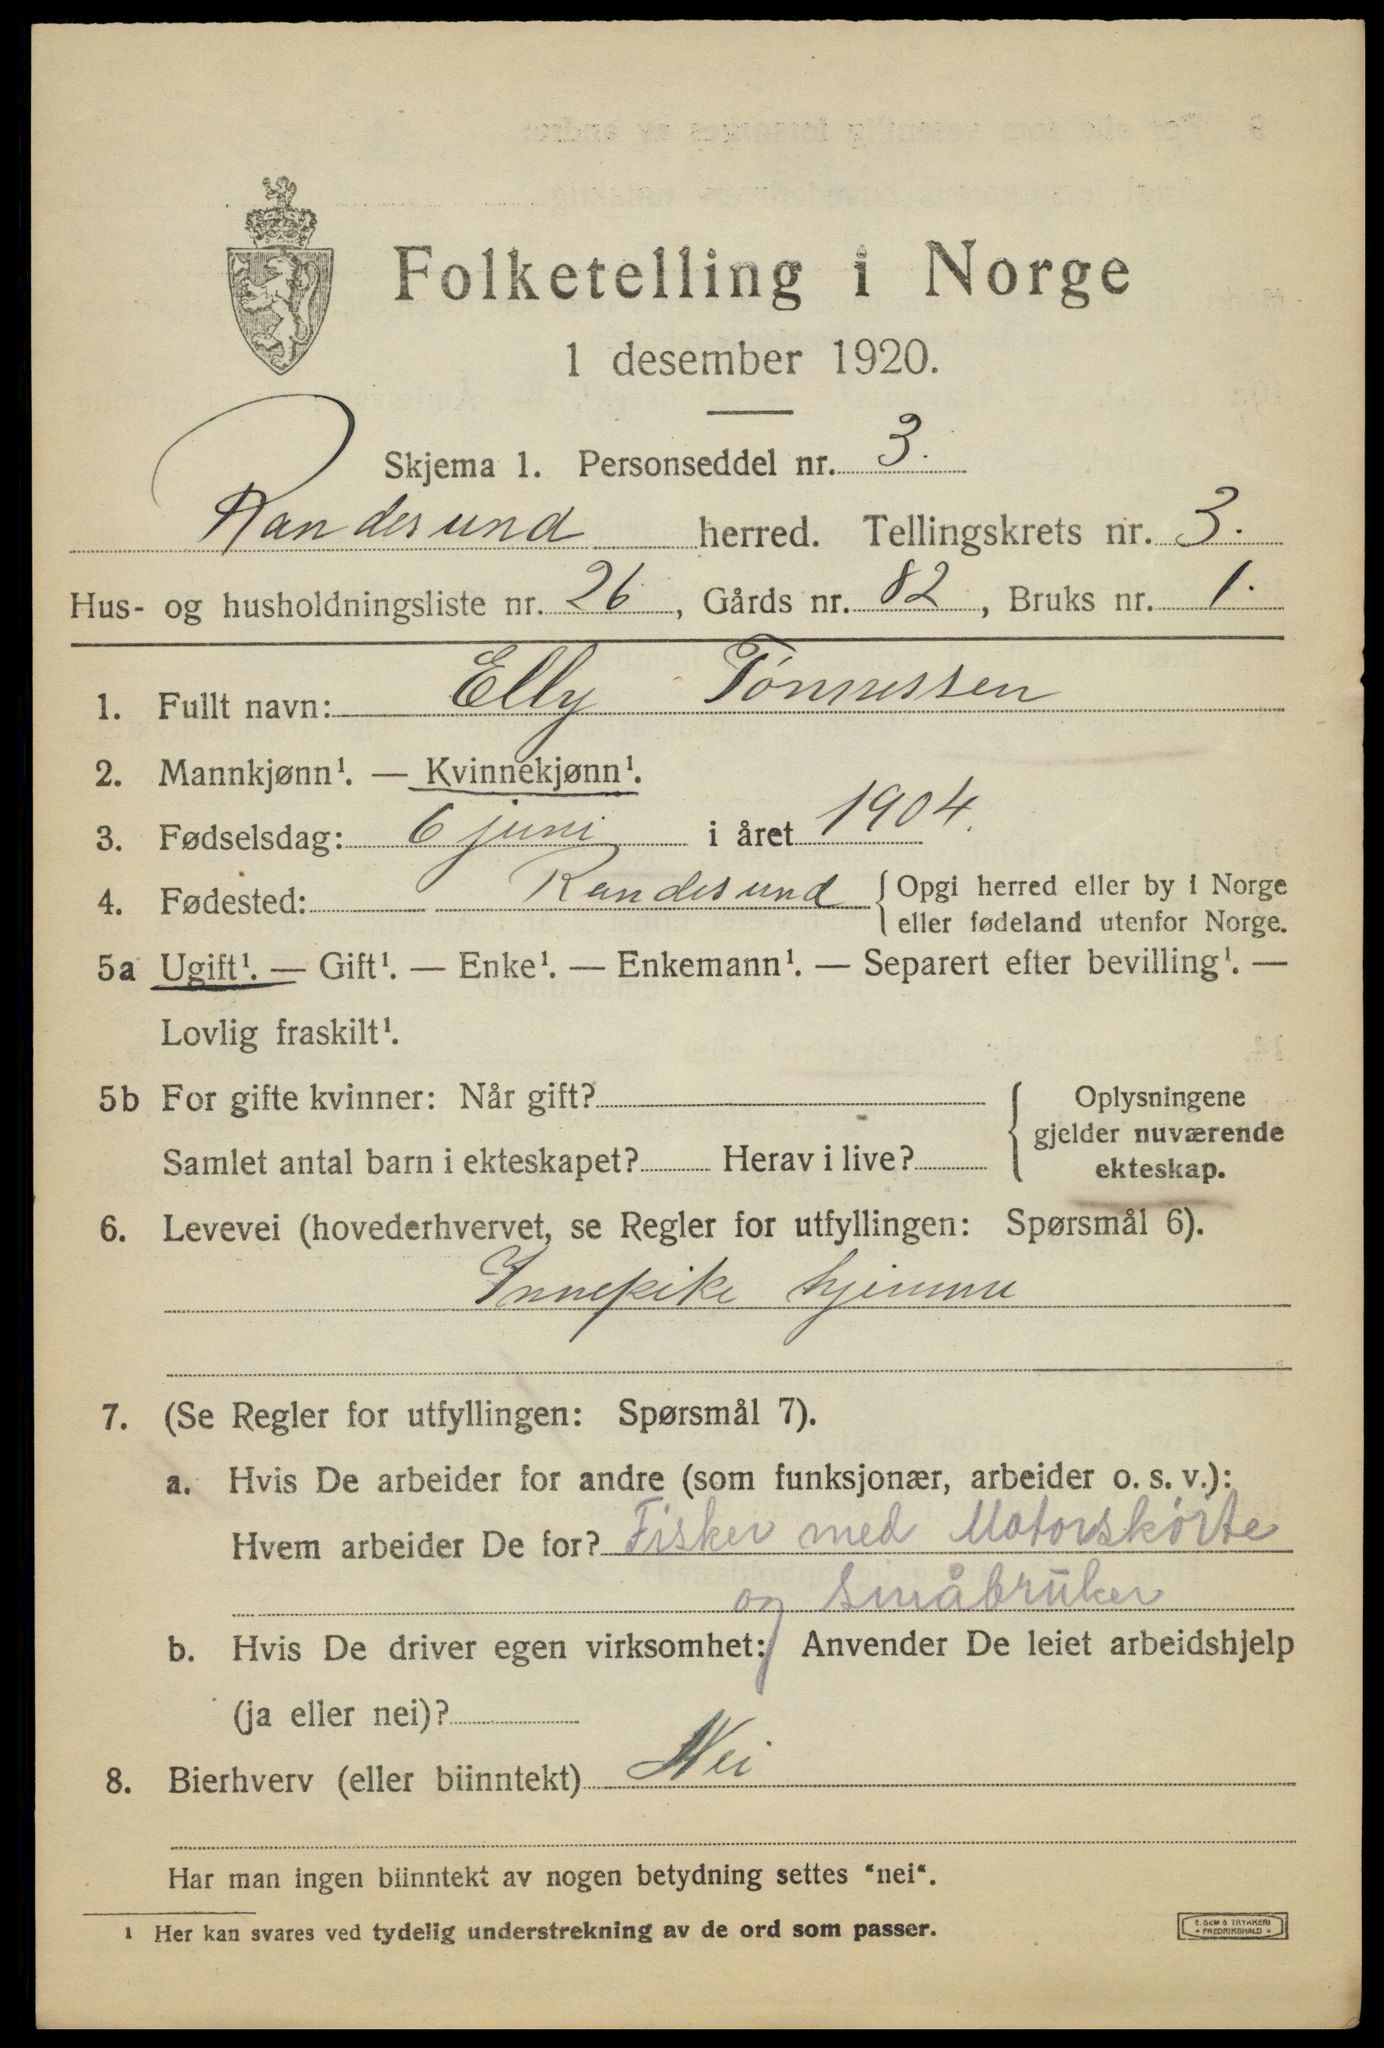 Folketelling i Norge
1 desember 1920.
Skjema 1. Personseddel nr. 3.
Randesund herred. Tellingskrets nr. 3.
Hus- og husholdningsliste nr. 26, Gårds nr. 82, Bruks nr. 1.
1. Fullt navn: Elly Tønnessen
2. Mannkjønn¹. — Kvinnekjønn¹.
3. Fødselsdag: 6 juni i året 1904.
4. Fødested: Randesund { Opgi herred eller by i Norge
eller fødeland utenfor Norge.
5a Ugift¹. — Gift¹. — Enke¹. — Enkemann¹. — Separert efter bevilling¹. —
Lovlig fraskilt¹.
5b For gifte kvinner: Når gift? { Oplysningene
gjelder nuværende
Samlet antal barn i ekteskapet? Herav i live? ekteskap.
6. Levevei (hovederhvervet, se Regler for utfyllingen: Spørsmål 6).
Innepike hjemme
7. (Se Regler for utfyllingen: Spørsmål 7).
a. Hvis De arbeider for andre (som funksjonær, arbeider o. s. v.):
Hvem arbeider De for? Fisker med Motorskøite
og småbruker
b. Hvis De driver egen virksomhet: Anvender De leiet arbeidshjelp
(ja eller nei)?
8. Bierhverv (eller biinntekt) Nei
Har man ingen biinntekt av nogen betydning settes "nei".
¹ Her kan svares ved tydelig understrekning av de ord som passer.
E. SEM'S TRYKKERI
• FREDRIKSHALD •